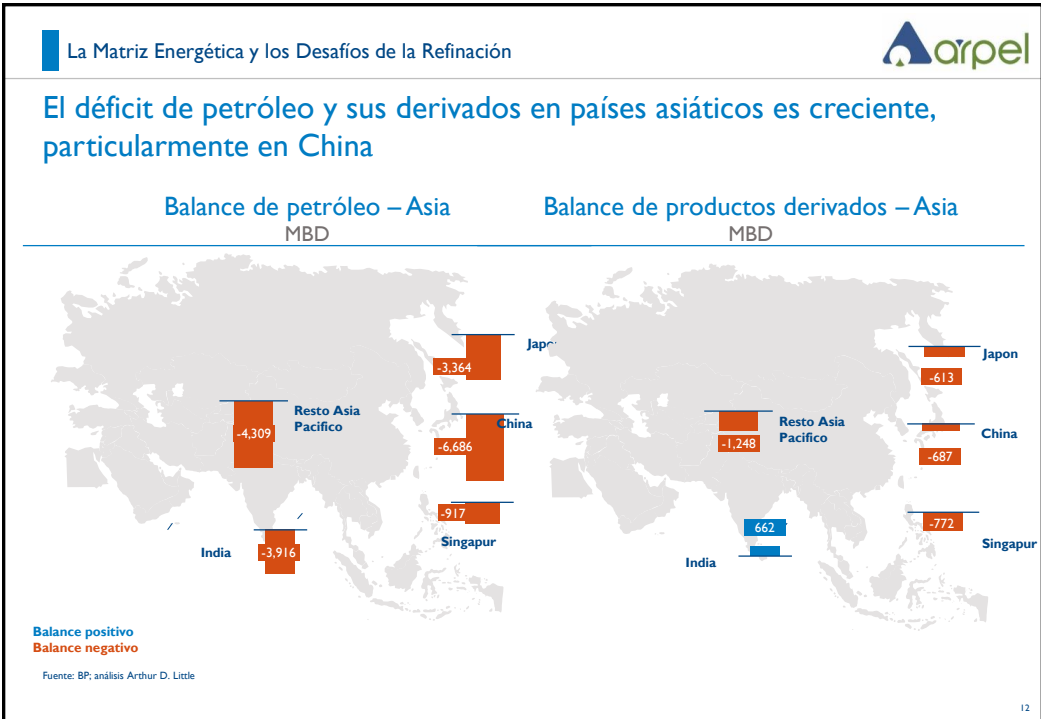 La Matriz Energética y los Desafíos de la Refinación
arpel
El déficit de petróleo y sus derivados en países asiáticos es creciente,
particularmente en China
Balance de petróleo – Asia
MBD
Japo
-3,364
Resto Asia
Pacifico
-4,309
China
-6,686
-917
Singapur
India
-3,916
Balance de productos derivados – Asia
MBD
Japon
-613
Resto Asia
Pacifico
-1,248
China
-687
662
-772
Singapur
India
Balance positivo
Balance negativo
Fuente: BP; análisis Arthur D. Little
12